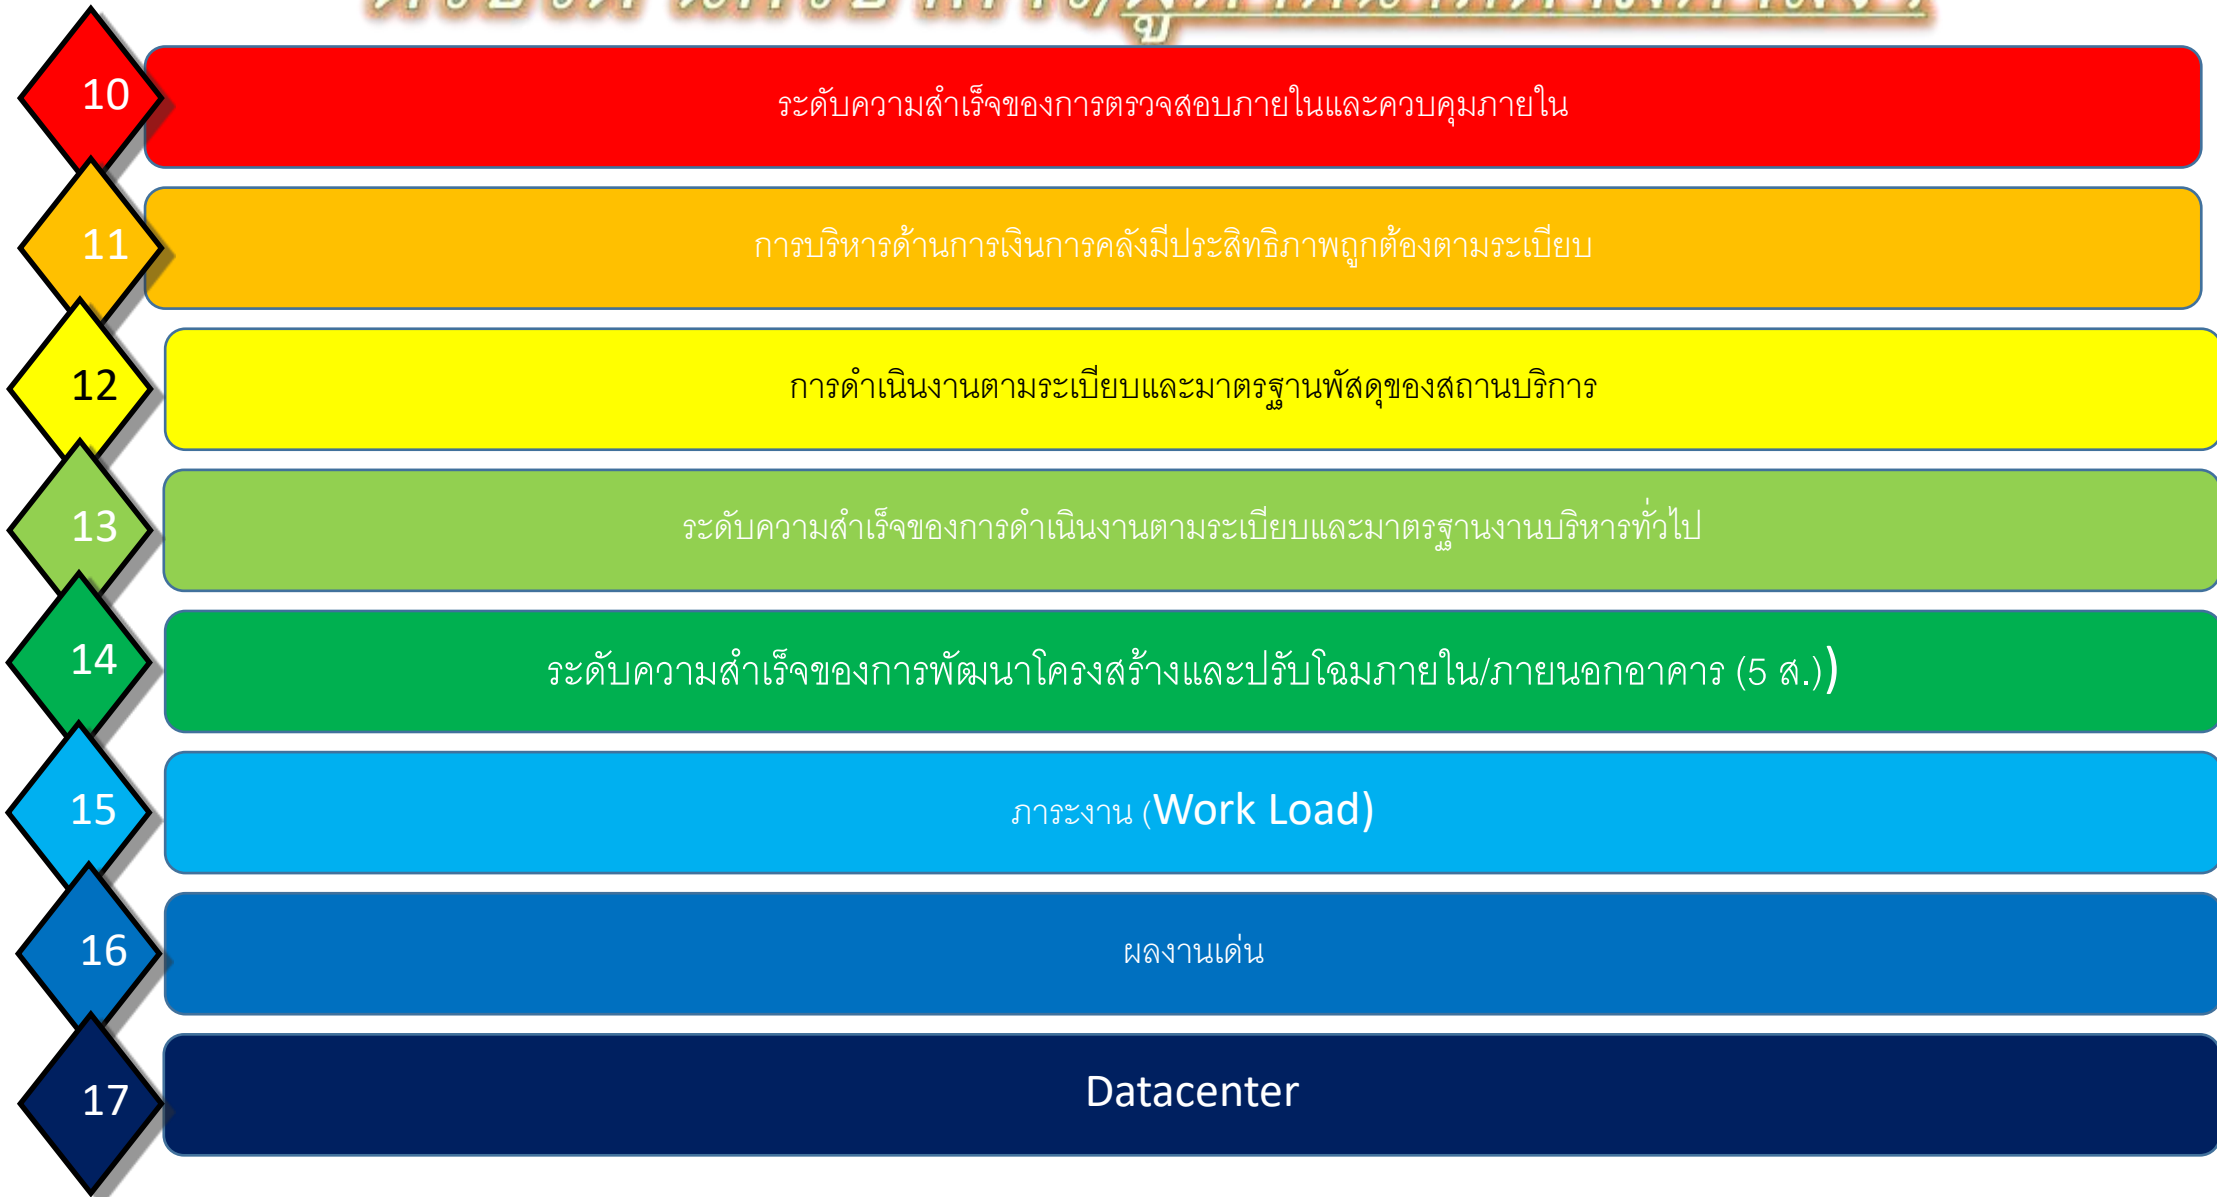 10
ระดับความสำเร็จของการตรวจสอบภายในและควบคุมภายใน
11
การบริหารด้านการเงินการคลังมีประสิทธิภาพถูกต้องตามระเบียบ
12
การดำเนินงานตามระเบียบและมาตรฐานพัสดุของสถานบริการ
13
ระดับความสำเร็จของการดำเนินงานตามระเบียบและมาตรฐานงานบริหารทั่วไป
14
ระดับความสำเร็จของการพัฒนาโครงสร้างและปรับโฉมภายใน/ภายนอกอาคาร (5 ส.))
15
ภาระงาน (Work Load)
16
ผลงานเด่น
17
Datacenter